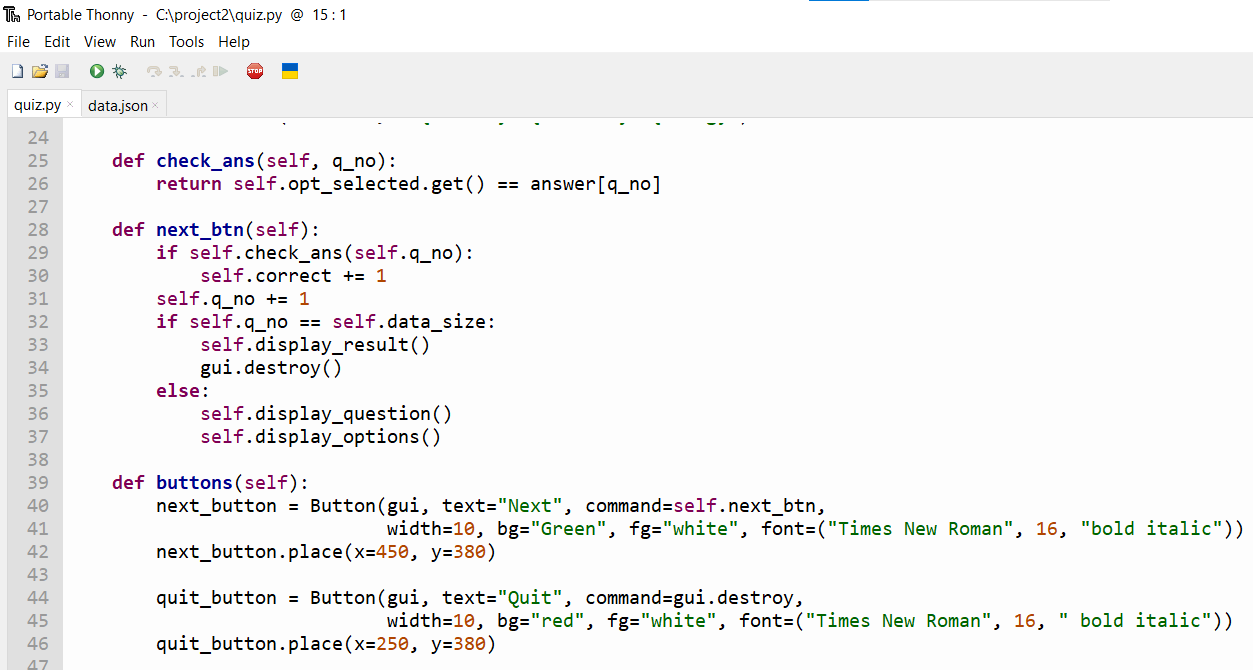 Portable Thonny - C:\project2\quiz.py @ 15 : 1
File Edit View Run Tools Help
STOP
quiz.py × data.json ×
24
25     def check_ans(self, q_no):
26         return self.opt_selected.get() == answer[q_no]
27
28     def next_btn(self):
29         if self.check_ans(self.q_no):
30             self.correct += 1
31         self.q_no += 1
32         if self.q_no == self.data_size:
33             self.display_result()
34             gui.destroy()
35         else:
36             self.display_question()
37             self.display_options()
38
39     def buttons(self):
40         next_button = Button(gui, text="Next", command=self.next_btn,
41                              width=10, bg="Green", fg="white", font=("Times New Roman", 16, "bold italic"))
42         next_button.place(x=450, y=380)
43
44         quit_button = Button(gui, text="Quit", command=gui.destroy,
45                              width=10, bg="red", fg="white", font=("Times New Roman", 16, " bold italic"))
46         quit_button.place(x=250, y=380)
47